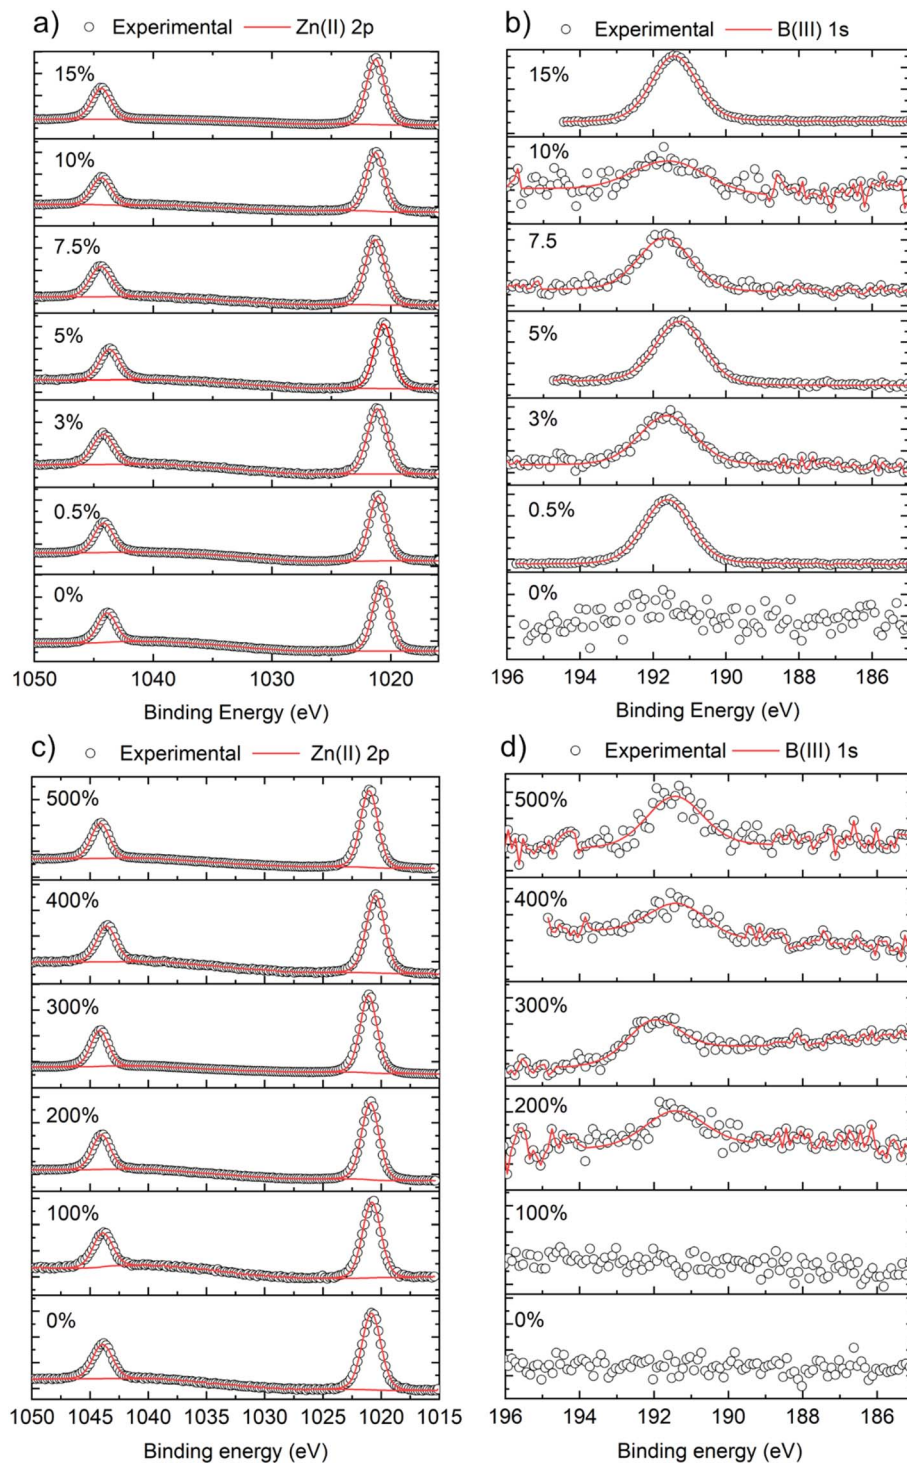 a) Experimental Zn(II) 2p
15%
10%
7.5%
5%
3%
0.5%
0%
1050 1040 1030 1020
Binding Energy (eV)
b) Experimental B(III) 1s
15%
10%
7.5
5%
3%
0.5%
0%
196 194 192 190 188 186
Binding Energy (eV)
c) Experimental Zn(II) 2p
500%
400%
300%
200%
100%
0%
1050 1045 1040 1035 1030 1025 1020 1015
Binding energy (eV)
d) Experimental B(III) 1s
500%
400%
300%
200%
100%
0%
196 194 192 190 188 186
Binding energy (eV)